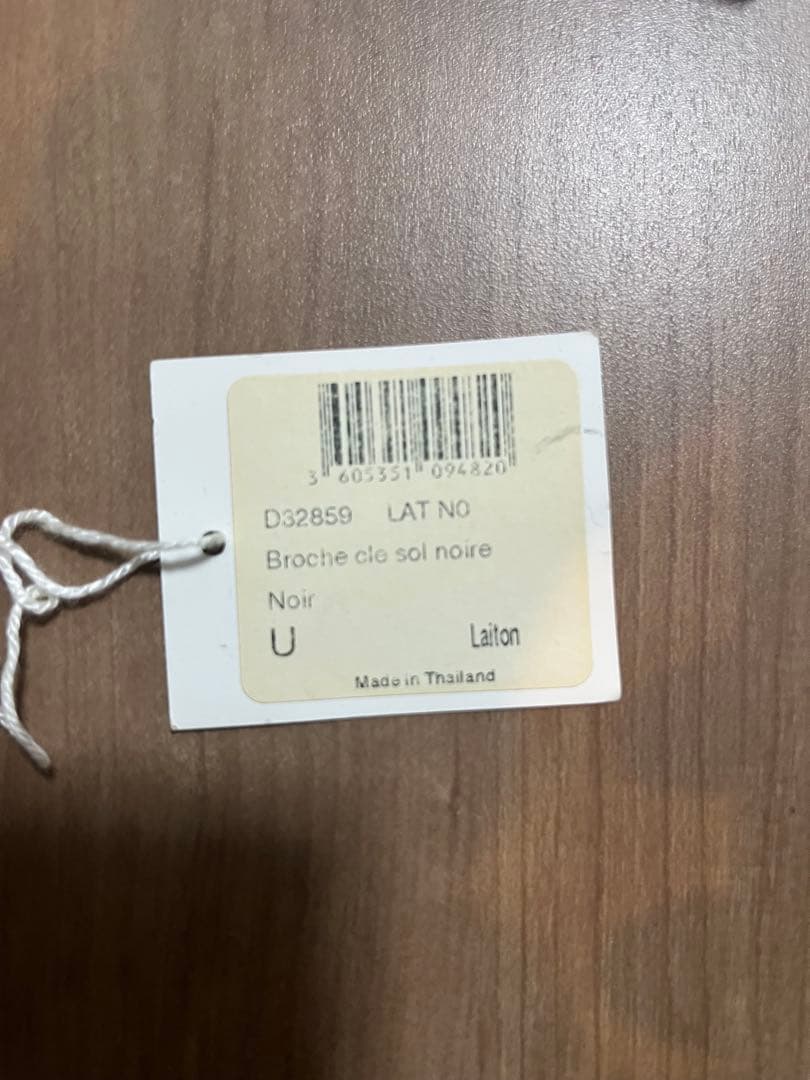 3 605351 094820
D32859 LAT NO
Broche cle sol noire
Noir
U Laiton
Made in Thailand